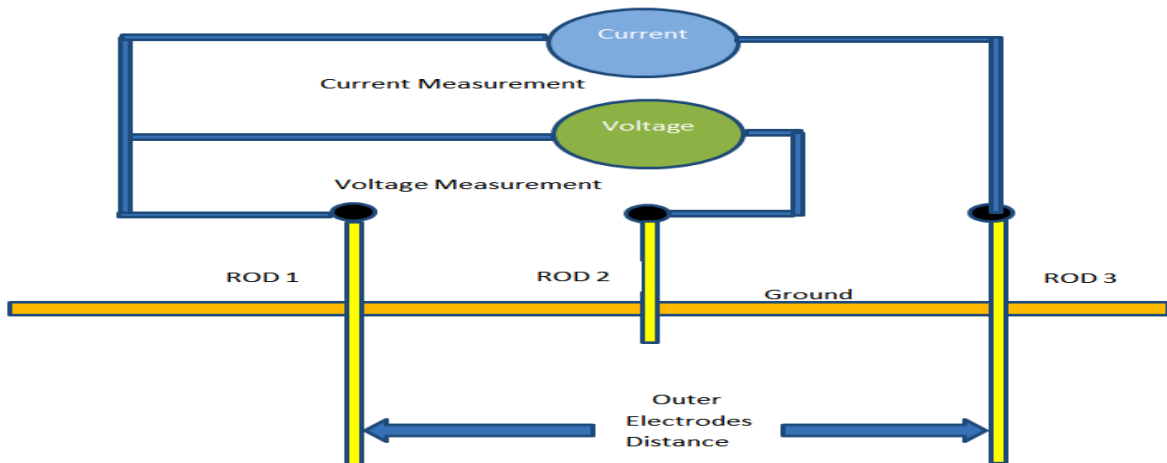 Current
Current Measurement
Voltage
Voltage Measurement
ROD 1
ROD 2
Ground
ROD 3
Outer
Electrodes
Distance